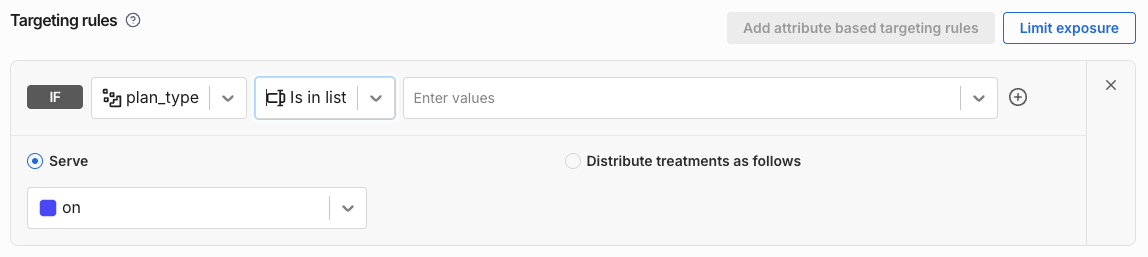 Targeting rules
Add attribute based targeting rules
Limit exposure
IF plan_type Is in list Enter values
Serve
Distribute treatments as follows
on